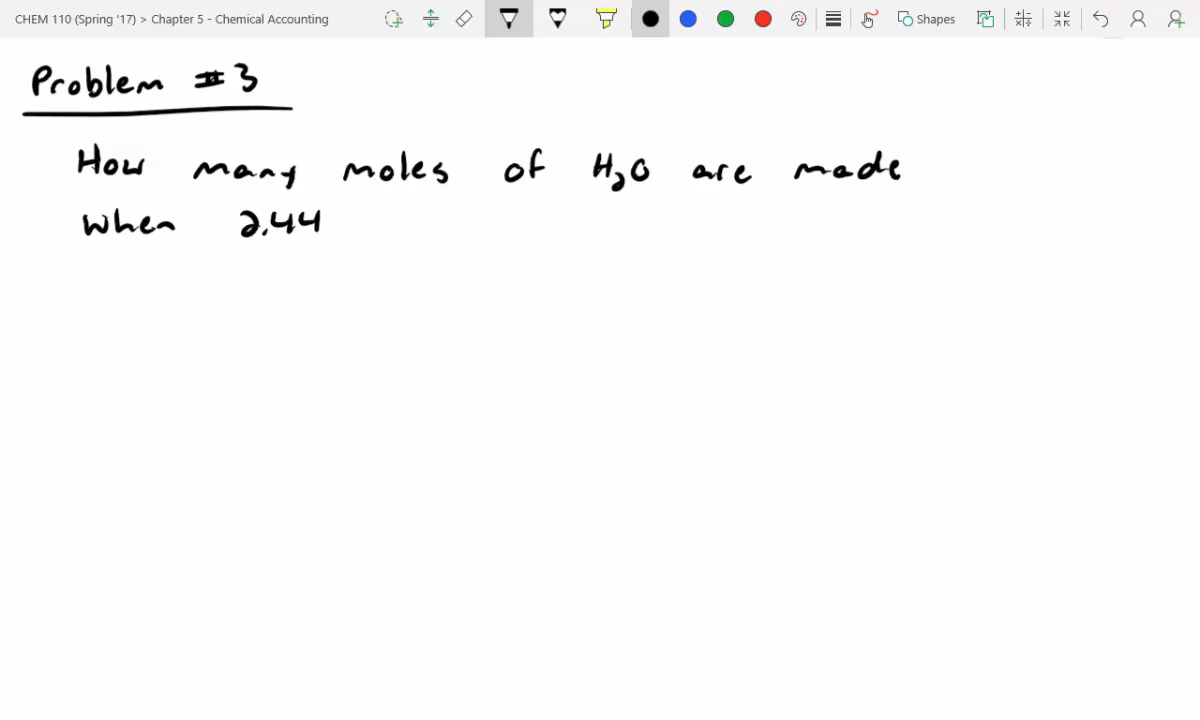 CHEM 110 (Spring '17) > Chapter 5 - Chemical Accounting Shapes
Problem #3
How many moles of H₂O are made
when 2.44